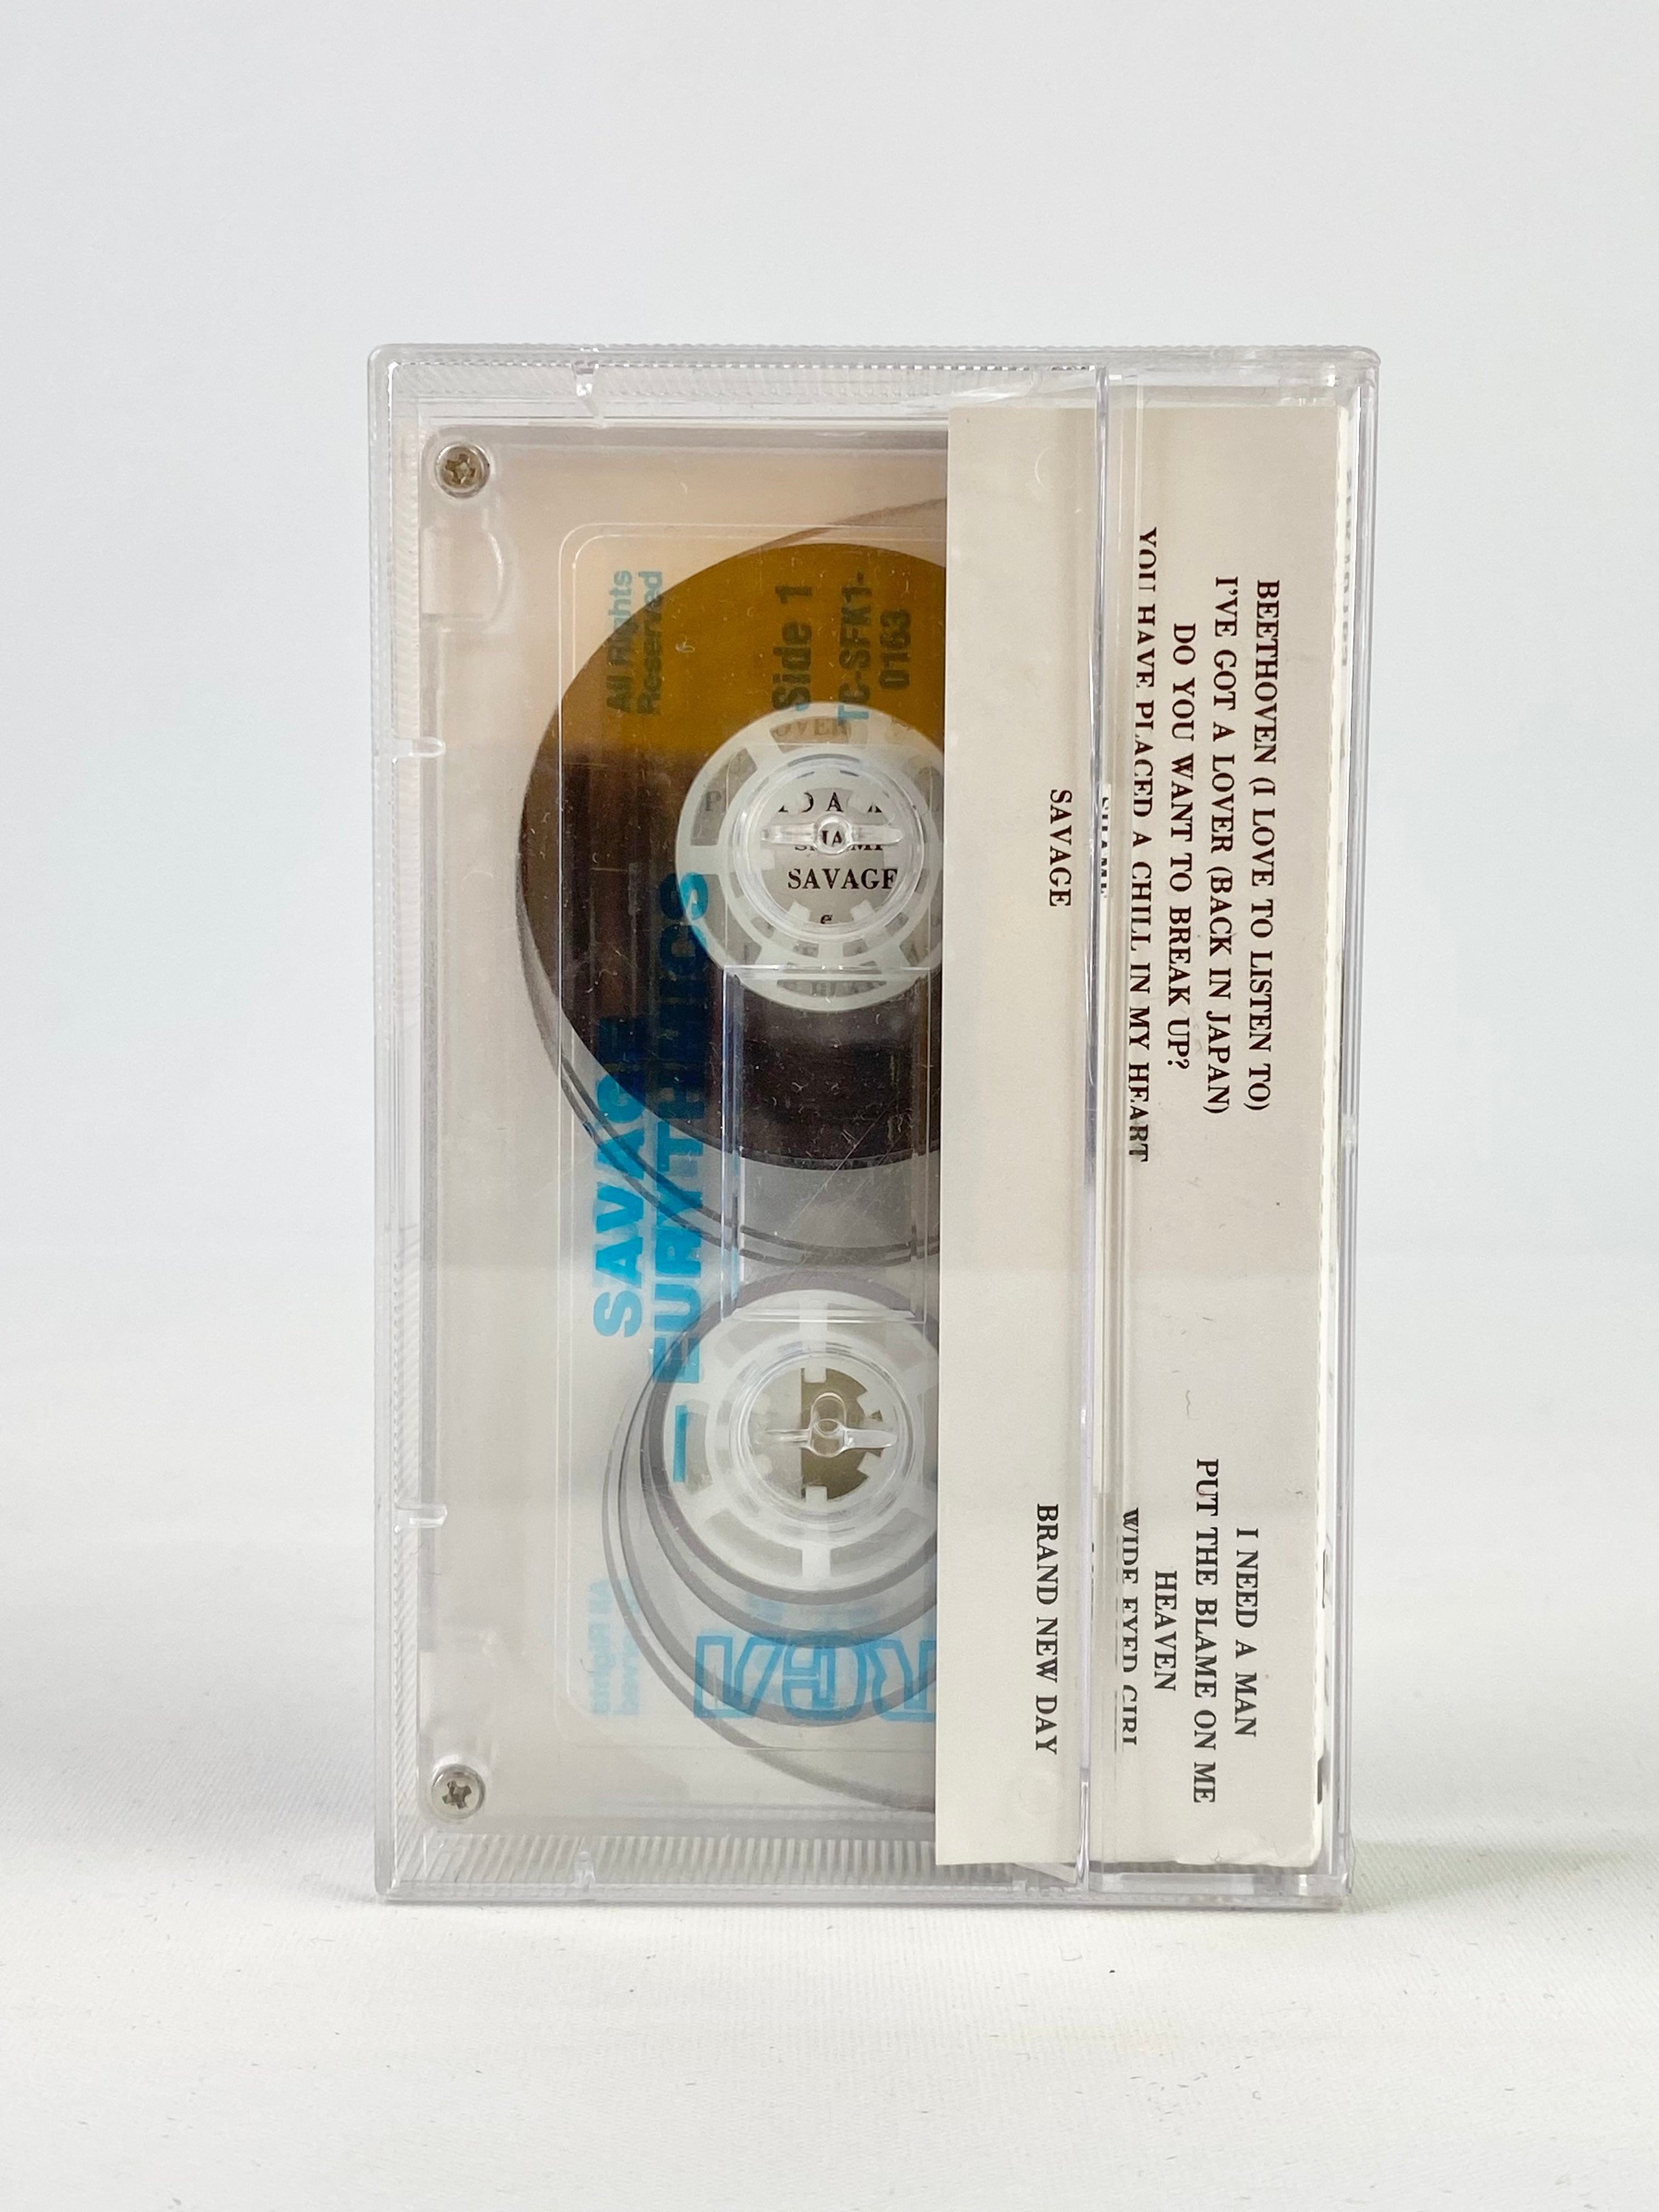 BEETHOVEN (I LOVE TO LISTEN TO)
I'VE GOT A LOVER (BACK IN JAPAN)
DO YOU WANT TO BREAK UP?
YOU HAVE PLACED A CHILL IN MY HEART
SHAME
SAVAGE
I NEED A MAN
PUT THE BLAME ON ME
HEAVEN
WIDE EYED GIRL
BRAND NEW DAY
SAVAGE
— EURYTHMICS
All Rights
Reserved
Side 1
TC-SFK1-
0163
RCA
SAVAGE